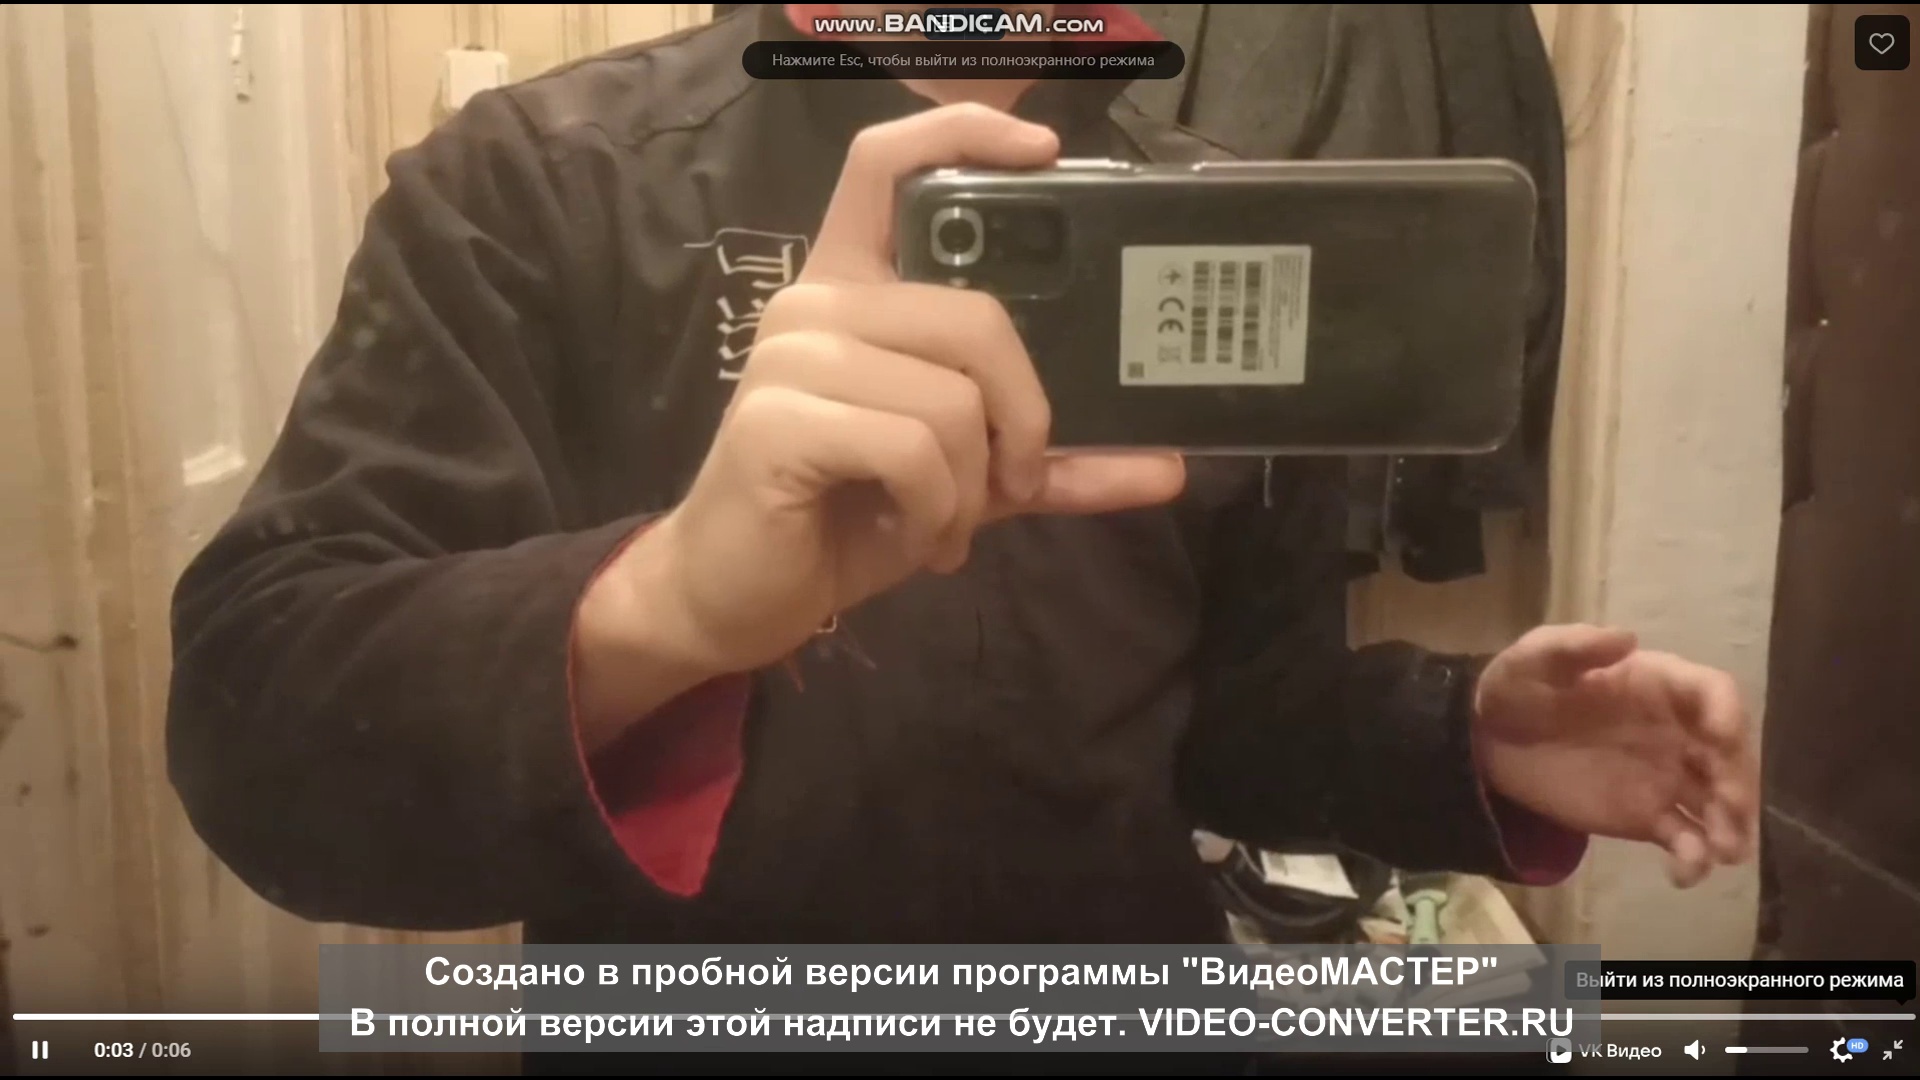 www.BANDICAM.com
Нажмите Esc, чтобы выйти из полноэкранного режима
CE
Создано в пробной версии программы "ВидеоМАСТЕР"
Выйти из полноэкранного режима
В полной версии этой надписи не будет. VIDEO-CONVERTER.RU
0:03 / 0:06
VK Видео
HD